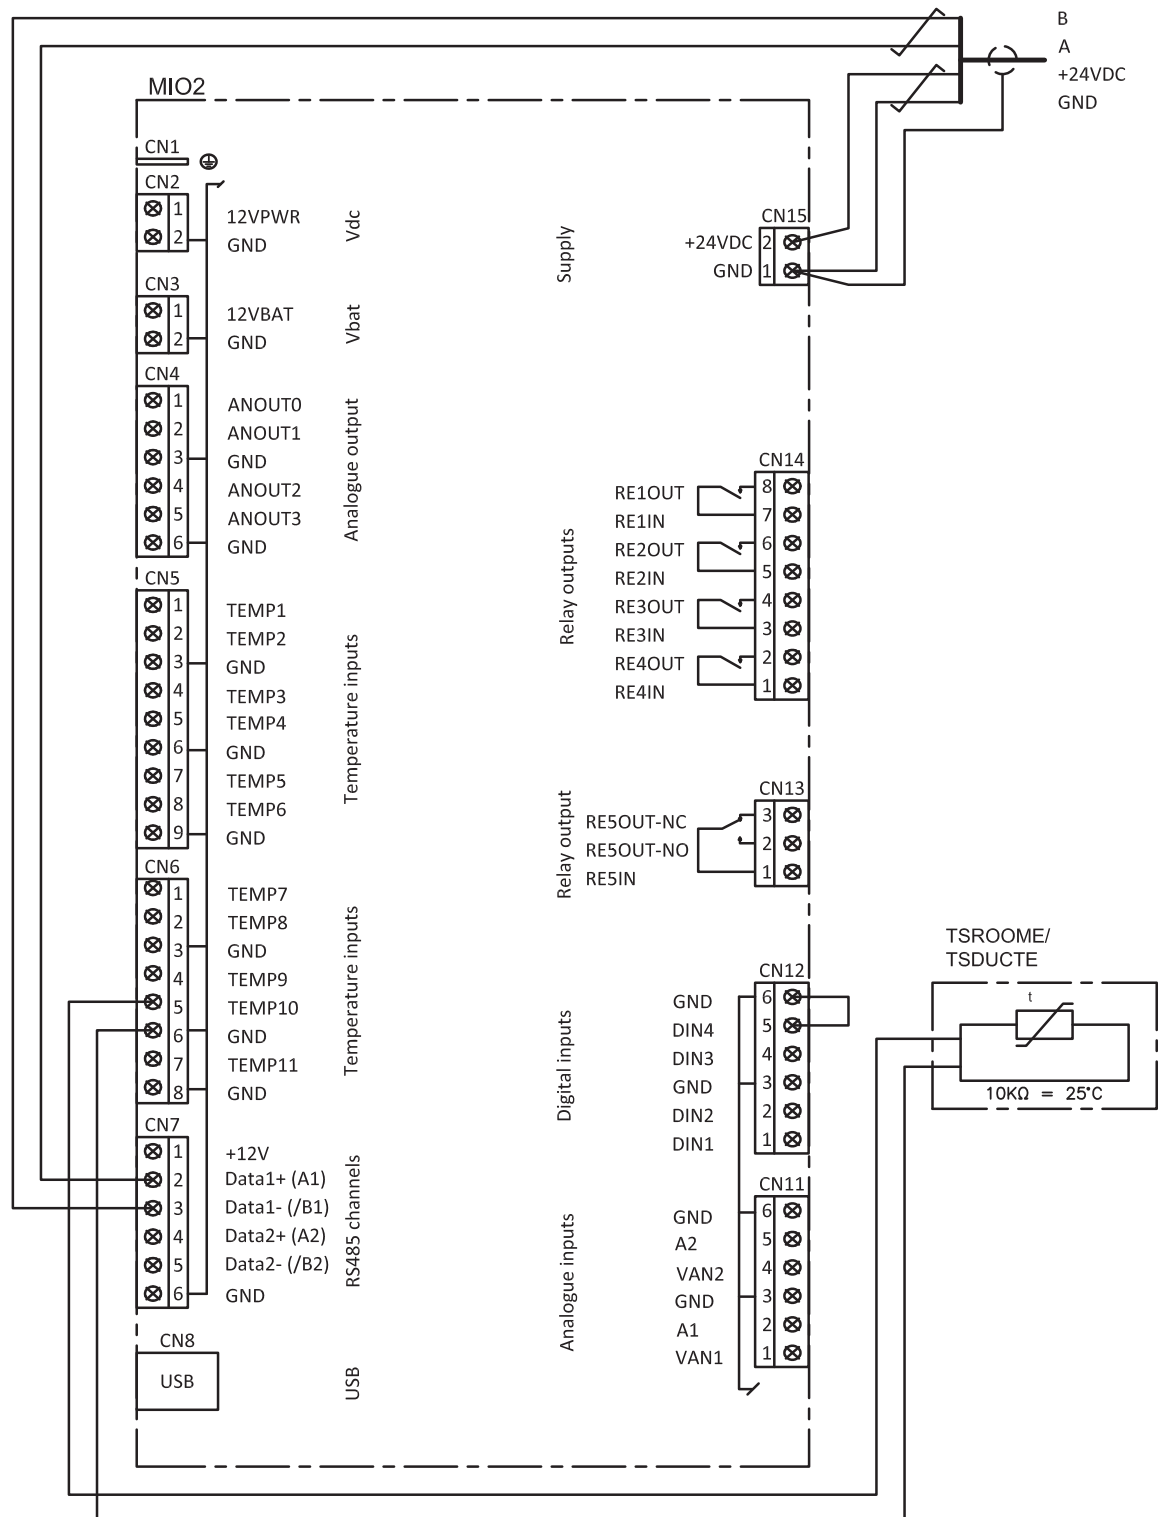 B
A
+24VDC
GND
MIO2
CN1
CN2
1
12VPWR
2
GND
Vdc
CN3
1
12VBAT
2
GND
Vbat
CN4
1
ANOUT0
2
ANOUT1
3
GND
4
ANOUT2
5
ANOUT3
6
GND
Analogue output
CN5
1
TEMP1
2
TEMP2
3
GND
4
TEMP3
5
TEMP4
6
GND
7
TEMP5
8
TEMP6
9
GND
Temperature inputs
CN6
1
TEMP7
2
TEMP8
3
GND
4
TEMP9
5
TEMP10
6
GND
7
TEMP11
8
GND
Temperature inputs
CN7
1
+12V
2
Data1+ (A1)
3
Data1- (/B1)
4
Data2+ (A2)
5
Data2- (/B2)
6
GND
RS485 channels
CN8
USB
USB
CN15
+24VDC 2
GND 1
Supply
CN14
RE1OUT 8
RE1IN 7
RE2OUT 6
RE2IN 5
RE3OUT 4
RE3IN 3
RE4OUT 2
RE4IN 1
Relay outputs
CN13
RE5OUT-NC 3
RE5OUT-NO 2
RE5IN 1
Relay output
CN12
GND 6
DIN4 5
DIN3 4
GND 3
DIN2 2
DIN1 1
Digital inputs
CN11
GND 6
A2 5
VAN2 4
GND 3
A1 2
VAN1 1
Analogue inputs
TSROOME/
TSDUCTE
t
10KΩ = 25°C